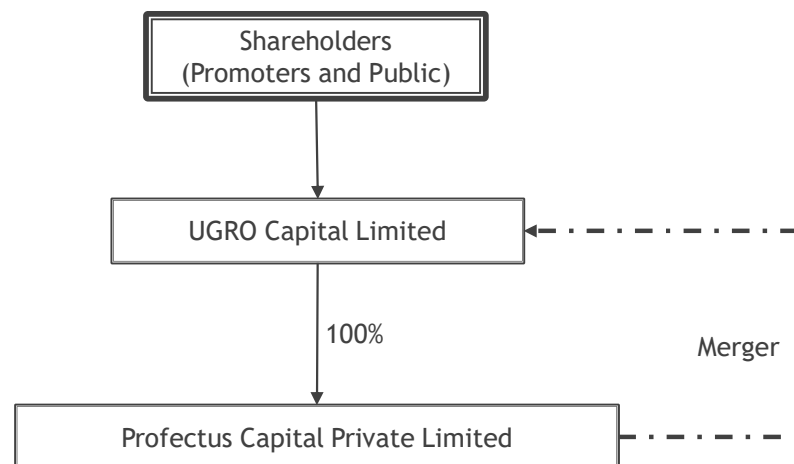 Shareholders
(Promoters and Public)
UGRO Capital Limited
100%
Merger
Profectus Capital Private Limited